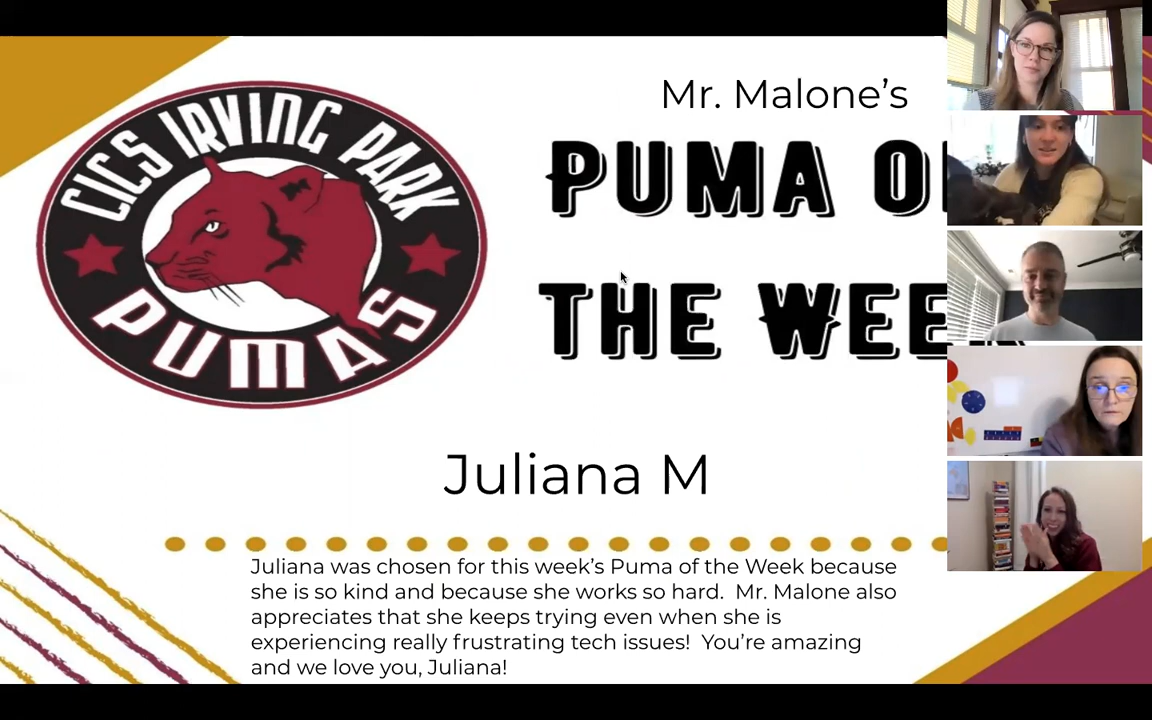 CICS IRVING PARK
PUMAS
Mr. Malone's
PUMA O
THE WEEK
Juliana M
Juliana was chosen for this week's Puma of the Week because
she is so kind and because she works so hard.  Mr. Malone also
appreciates that she keeps trying even when she is
experiencing really frustrating tech issues!  You're amazing
and we love you, Juliana!